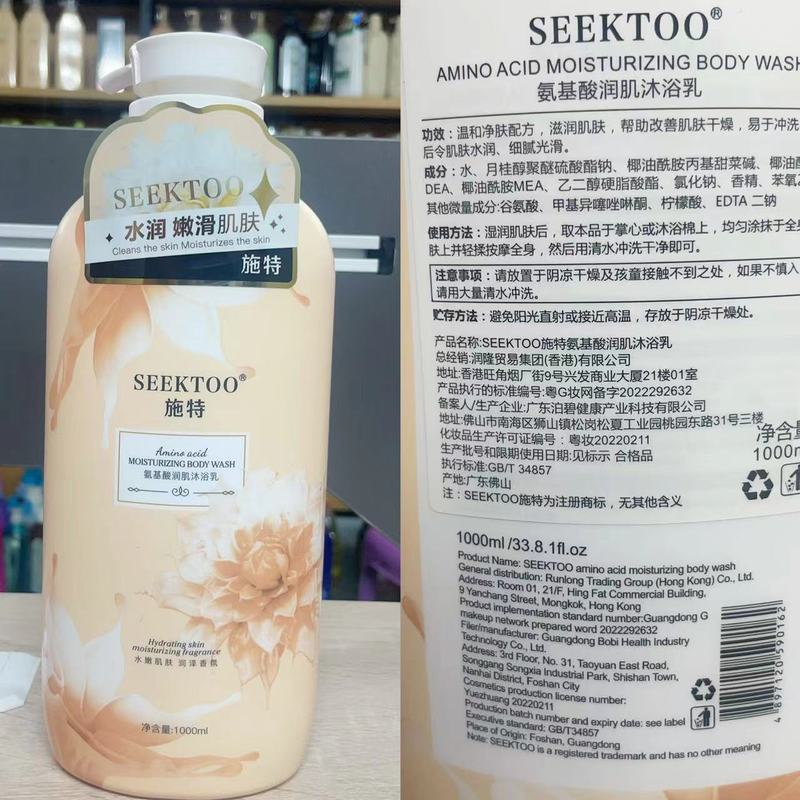 SEEKTOO
水润 嫩滑肌肤
Cleans the skin Moisturizes the skin
施特
SEEKTOO®
施特
Amino acid
MOISTURIZING BODY WASH
氨基酸润肌沐浴乳
Hydrating skin
moisturizing fragrance
水嫩肌肤 润泽香氛
净含量:1000ml
SEEKTOO®
AMINO ACID MOISTURIZING BODY WASH
氨基酸润肌沐浴乳
功效：温和净肤配方，滋润肌肤，帮助改善肌肤干燥，易于冲洗
后令肌肤水润、细腻光滑。
成分：水、月桂醇聚醚硫酸酯钠、椰油酰胺丙基甜菜碱、椰油
DEA、椰油酰胺MEA、乙二醇硬脂酸酯、氯化钠、香精、苯氧
其他微量成分:谷氨酸、甲基异噻唑啉酮、柠檬酸、EDTA 二钠
使用方法：湿润肌肤后，取本品于掌心或沐浴棉上，均匀涂抹于全身
肤上并轻揉按摩全身，然后用清水冲洗干净即可。
注意事项：请放置于阴凉干燥及孩童接触不到之处，如果不慎入
请用大量清水冲洗。
贮存方法：避免阳光直射或接近高温，存放于阴凉干燥处。
产品名称:SEEKTOO施特氨基酸润肌沐浴乳
总经销:润隆贸易集团(香港)有限公司
地址:香港旺角烟厂街9号兴发商业大厦21楼01室
产品执行的标准编号:粤G妆网备字2022292632
备案人/生产企业:广东泊碧健康产业科技有限公司
地址:佛山市南海区狮山镇松岗松夏工业园桃园东路31号三楼
化妆品生产许可证编号：粤妆20220211
生产批号和限期使用日期:见标示 合格品
执行标准:GB/T 34857
产地:广东佛山
注：SEEKTOO施特为注册商标，无其他含义
净含量
1000m
1000ml/33.8.1fl.oz
Product Name: SEEKTOO amino acid moisturizing body wash
General distribution: Runlong Trading Group (Hong Kong) Co., Ltd.
Address: Room 01, 21/F, Hing Fat Commercial Building,
9 Yanchang Street, Mongkok, Hong Kong
Product implementation standard number:Guangdong G
makeup network prepared word 2022292632
Filer/manufacturer: Guangdong Bobi Health Industry
Technology Co., Ltd.
Address: 3rd Floor, No. 31, Taoyuan East Road,
Songgang Songxia Industrial Park, Shishan Town,
Nanhai District, Foshan City
Cosmetics production license number:
Yuezhuang 20220211
Production batch number and expiry date: see label
Executive standard: GB/T34857
Place of Origin: Foshan, Guangdong
Note: SEEKTOO is a registered trademark and has no other meaning
4 897120 590162